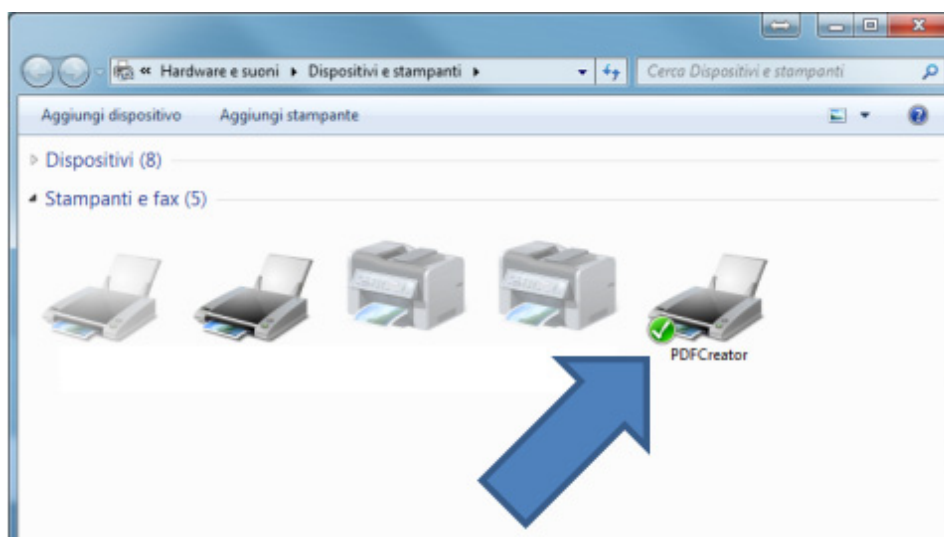 « Hardware e suoni ▸ Dispositivi e stampanti ▸
Cerca Dispositivi e stampanti
Aggiungi dispositivo Aggiungi stampante
Dispositivi (8)
Stampanti e fax (5)
PDFCreator